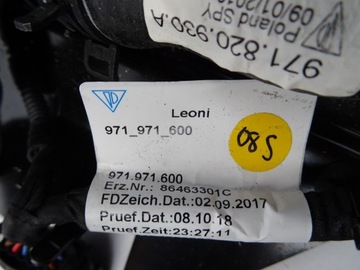 971.820.930.A
Poland SPY
Leoni
971_971_600
S80
971.971.600
Erz.Nr.: 86463301C
FDZeich.Dat.:02.09.2017
Pruef.Dat.:08.10.18
Pruef.Zeit:23:27:11